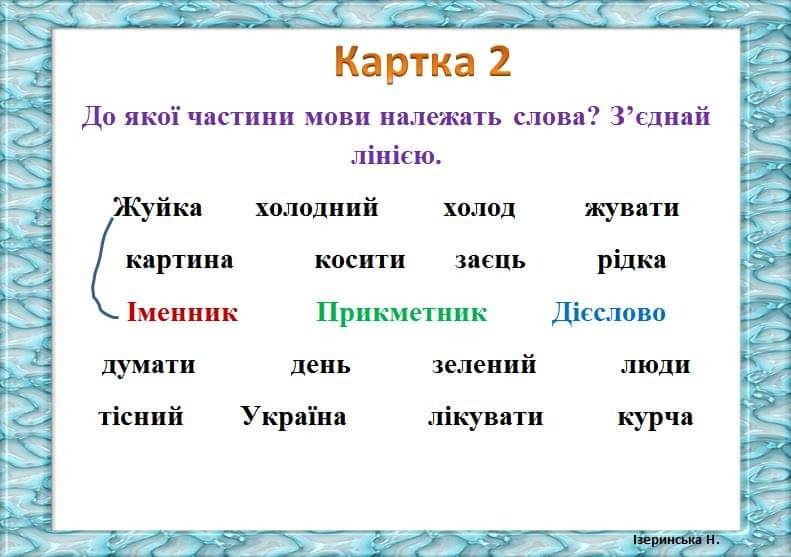 Картка 2
До якої частини мови належать слова? З’єднай
лінією.
Жуйка холодний холод жувати
картина косити заєць рідка
Іменник Прикметник Дієслово
думати день зелений люди
тісний Україна лікувати курча
Ізеринська Н.